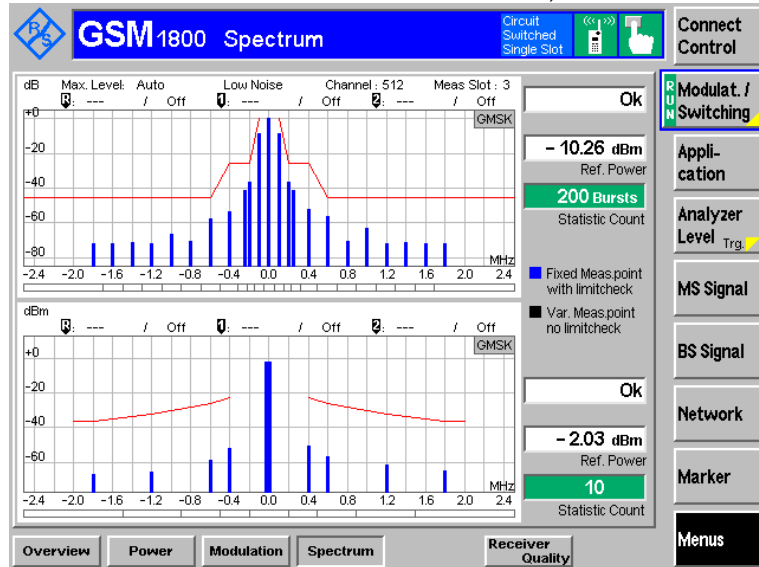 R&S
GSM 1800 Spectrum
Circuit
Switched
Single Slot
Connect
Control
RUN
Modulat. /
Switching
Appli-
cation
Analyzer
Level Trg.
MS Signal
BS Signal
Network
Marker
Menus
dB Max. Level: Auto Low Noise Channel : 512 Meas Slot : 3
R: --- / Off 1: --- / Off 2: --- / Off
GMSK
+0
-20
-40
-60
-80
MHz
-2.4 -2.0 -1.6 -1.2 -0.8 -0.4 0.0 0.4 0.8 1.2 1.6 2.0 2.4
Ok
- 10.26 dBm
Ref. Power
200 Bursts
Statistic Count
Fixed Meas.point
with limitcheck
Var. Meas.point
no limitcheck
dBm
R: --- / Off 1: --- / Off 2: --- / Off
GMSK
+0
-20
-40
-60
MHz
-2.4 -2.0 -1.6 -1.2 -0.8 -0.4 0.0 0.4 0.8 1.2 1.6 2.0 2.4
Ok
- 2.03 dBm
Ref. Power
10
Statistic Count
Overview
Power
Modulation
Spectrum
Receiver
Quality